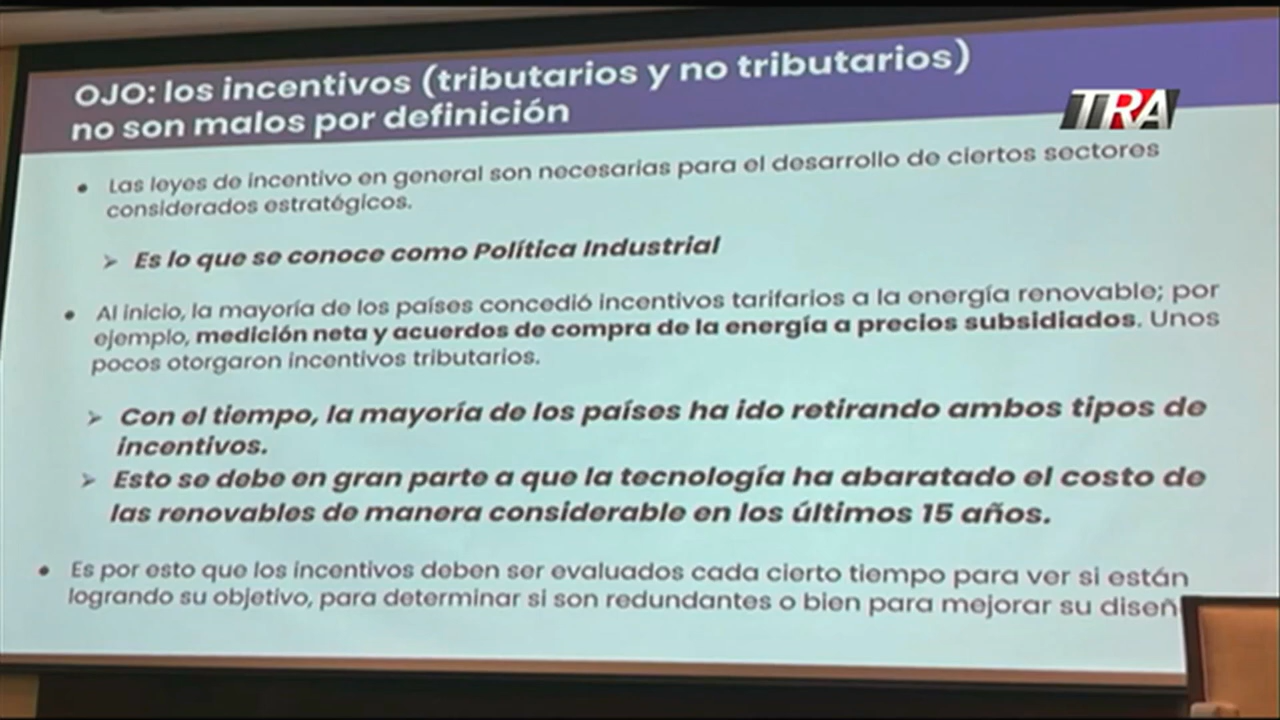 OJO: los incentivos (tributarios y no tributarios)
no son malos por definición
TRA
• Las leyes de incentivo en general son necesarias para el desarrollo de ciertos sectores
considerados estratégicos.
➢ Es lo que se conoce como Política Industrial
• Al inicio, la mayoría de los países concedió incentivos tarifarios a la energía renovable; por
ejemplo, medición neta y acuerdos de compra de la energía a precios subsidiados. Unos
pocos otorgaron incentivos tributarios.
➢ Con el tiempo, la mayoría de los países ha ido retirando ambos tipos de
incentivos.
➢ Esto se debe en gran parte a que la tecnología ha abaratado el costo de
las renovables de manera considerable en los últimos 15 años.
• Es por esto que los incentivos deben ser evaluados cada cierto tiempo para ver si están
logrando su objetivo, para determinar si son redundantes o bien para mejorar su diseñ